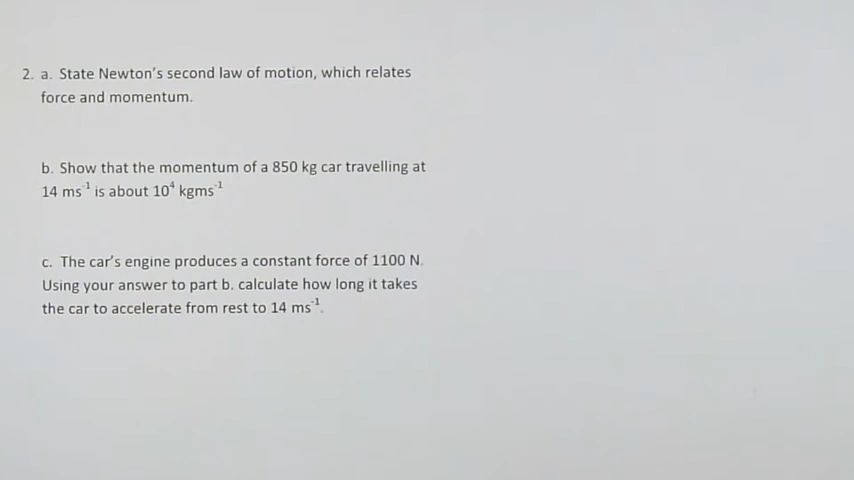 2. a. State Newton's second law of motion, which relates
force and momentum.
b. Show that the momentum of a 850 kg car travelling at
14 ms⁻¹ is about 10⁴ kgms⁻¹
c. The car's engine produces a constant force of 1100 N.
Using your answer to part b. calculate how long it takes
the car to accelerate from rest to 14 ms⁻¹.